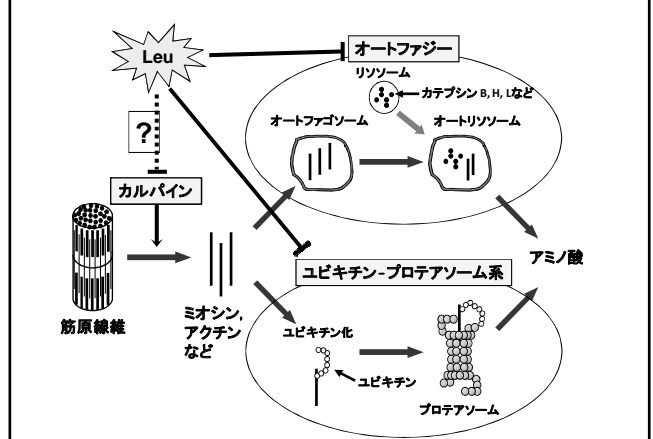 Leu
オートファジー
リソソーム
カテプシン B, H, Lなど
オートファゴソーム
オートリソソーム
?
カルパイン
アミノ酸
ユビキチン-プロテアソーム系
筋原線維
ミオシン,
アクチン
など
ユビキチン化
ユビキチン
プロテアソーム